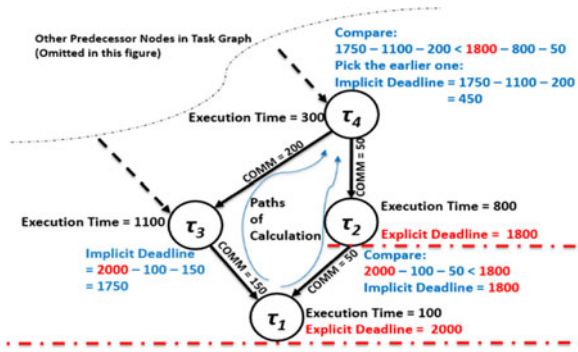 Other Predecessor Nodes in Task Graph
(Omitted in this figure)
Compare:
1750 − 1100 − 200 < 1800 − 800 − 50
Pick the earlier one:
Implicit Deadline = 1750 − 1100 − 200
= 450
Execution Time = 300
τ4
COMM = 200
COMM = 50
Execution Time = 1100
τ3
Paths
of
Calculation
Execution Time = 800
τ2
Explicit Deadline = 1800
Implicit Deadline
= 2000 − 100 − 150
= 1750
COMM = 150
COMM = 50
Compare:
2000 − 100 − 50 < 1800
Implicit Deadline = 1800
τ1
Execution Time = 100
Explicit Deadline = 2000